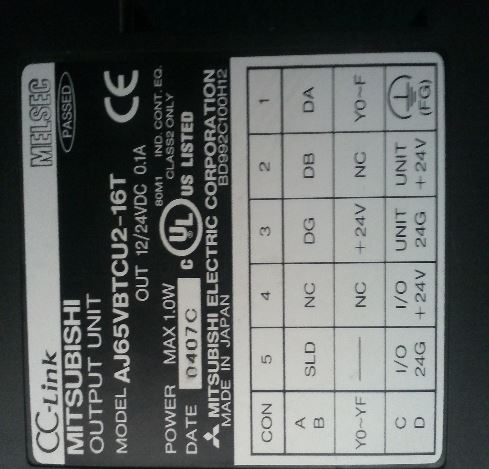 CC-Link MELSEC
MITSUBISHI PASSED
OUTPUT UNIT
MODEL AJ65VBTCU2-16T
OUT 12/24VDC 0.1A
80M1 IND. CONT. EQ.
CLASS2 ONLY
POWER MAX 1.0W
DATE 0407C C UL US LISTED
MITSUBISHI ELECTRIC CORPORATION
MADE IN JAPAN BD992C100H12
CON 5 4 3 2 1
A B SLD NC DG DB DA
Y0~YF — NC +24V NC Y0~F
C I/O I/O UNIT UNIT
D 24G +24V 24G +24V (FG)